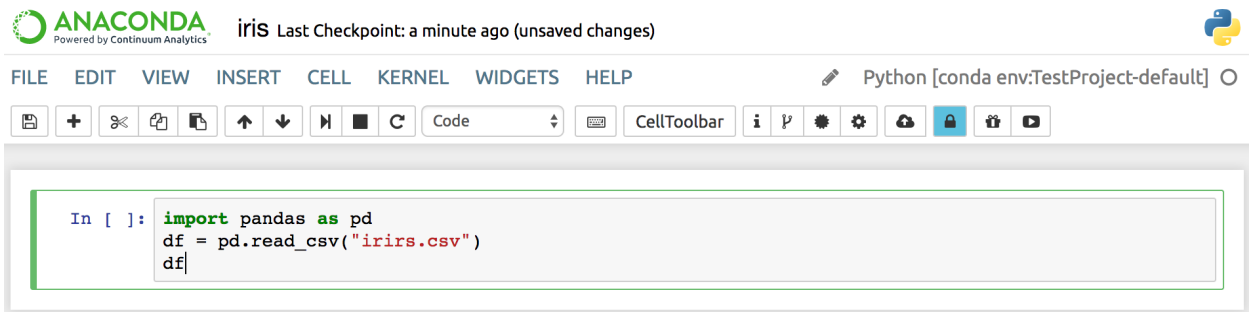 ANACONDA
Powered by Continuum Analytics
iris Last Checkpoint: a minute ago (unsaved changes)
FILE EDIT VIEW INSERT CELL KERNEL WIDGETS HELP Python [conda env:TestProject-default]
Code CellToolbar
In [ ]: import pandas as pd
df = pd.read_csv("irirs.csv")
df